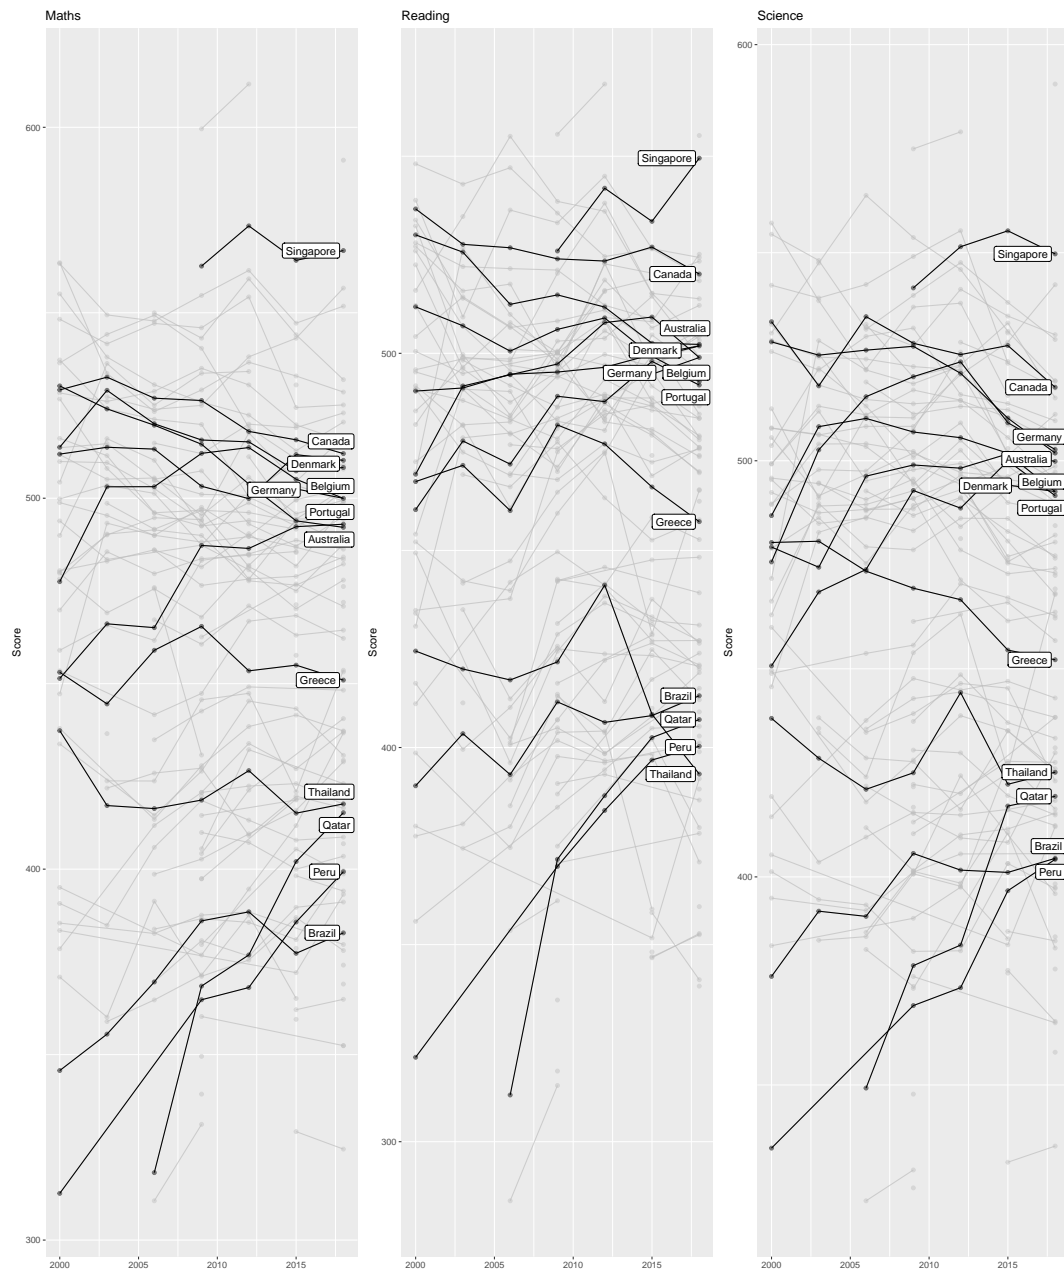 Maths
Score
600
500
400
300
Singapore
Canada
Denmark
Belgium
Germany
Portugal
Australia
Greece
Thailand
Qatar
Peru
Brazil
2000
2005
2010
2015
Reading
Score
500
400
300
Singapore
Canada
Australia
Denmark
Germany
Belgium
Portugal
Greece
Brazil
Qatar
Peru
Thailand
2000
2005
2010
2015
Science
Score
600
500
400
Singapore
Canada
Germany
Australia
Belgium
Denmark
Portugal
Greece
Thailand
Qatar
Brazil
Peru
2000
2005
2010
2015